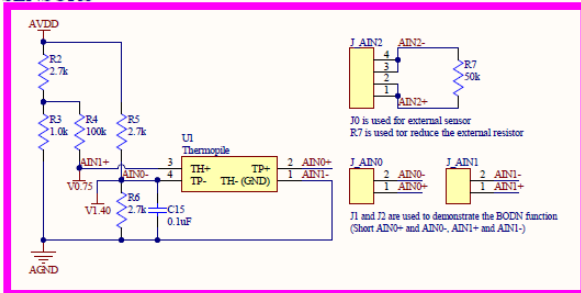 AVDD
R2
2.7k
R3
1.0k
R4
100k
R5
2.7k
AIN1+
V0.75
AIN0-
V1.40
R6
2.7k
C15
0.1uF
AGND
U1
Thermopile
3 TH+ TP+ 2 AIN0+
4 TP- TH- (GND) 1 AIN1-
J_AIN2 AIN2-
4
3
2
1
AIN2+
R7
50k
J0 is used for external sensor
R7 is used tor reduce the external resistor
J_AIN0
2 AIN0-
1 AIN0+
J_AIN1
2 AIN1-
1 AIN1+
J1 and J2 are used to demonstrate the BODN function
(Short AIN0+ and AIN0-, AIN1+ and AIN1-)